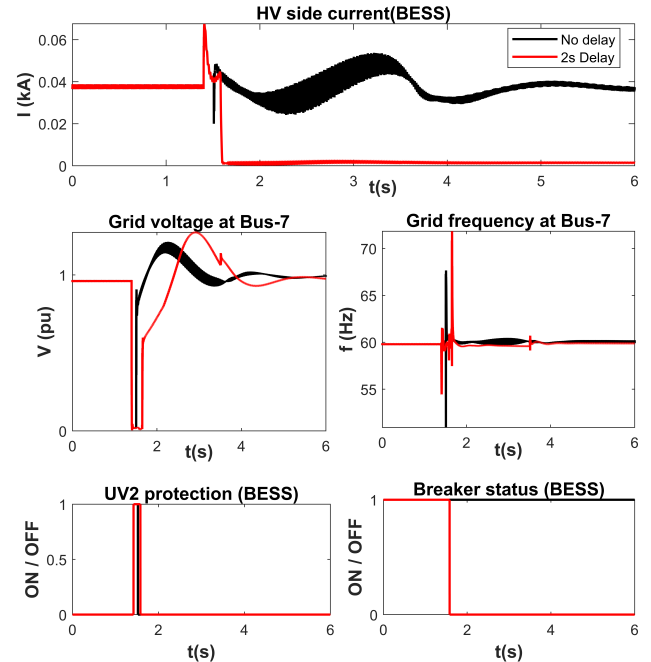 HV side current(BESS)
0.06
0.04
0.02
0
I (kA)
No delay
2s Delay
0 1 2 3 4 5 6
t(s)
Grid voltage at Bus-7
1
0
V (pu)
0 2 4 6
t(s)
Grid frequency at Bus-7
70
65
60
55
f (Hz)
0 2 4 6
t(s)
UV2 protection (BESS)
1
0.5
0
ON / OFF
0 2 4 6
t(s)
Breaker status (BESS)
1
0.5
0
ON / OFF
0 2 4 6
t(s)